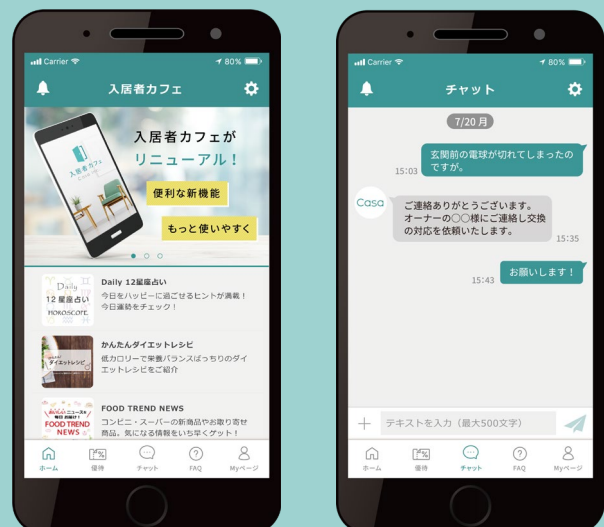 Carrier
80%
入居者カフェ
入居者カフェが
リニューアル！
入居者カフェ
便利な新機能
もっと使いやすく
Daily
12星座占い
HOROSCOPE
Daily 12星座占い
今日をハッピーに過ごせるヒントが満載！
今日運勢をチェック！
ダイエットレシピ
かんたんダイエットレシピ
低カロリーで栄養バランスばっちりのダイ
エットレシピをご紹介
毎日お届け！
FOOD TREND
NEWS
FOOD TREND NEWS
コンビニ・スーパーの新商品やお取り寄せ
商品、気になる情報をいち早くゲット！
ホーム
優待
チャット
FAQ
Myページ
Carrier
80%
チャット
7/20 月
玄関前の電球が切れてしまったの
ですが。
15:03
Casa
ご連絡ありがとうございます。
オーナーの〇〇様にご連絡し交換
の対応を依頼いたします。
15:35
お願いします！
15:43
テキストを入力（最大500文字）
ホーム
優待
チャット
FAQ
Myページ